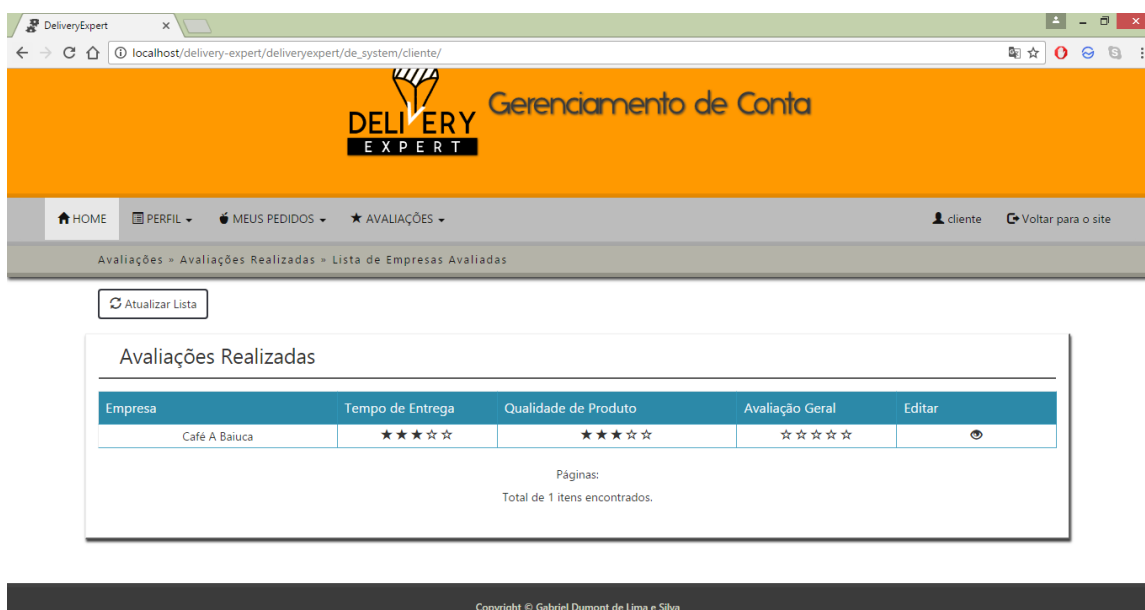 DeliveryExpert
localhost/delivery-expert/deliveryexpert/de_system/cliente/
DELIVERY
EXPERT
Gerenciamento de Conta
HOME PERFIL MEUS PEDIDOS AVALIAÇÕES cliente Voltar para o site
Avaliações » Avaliações Realizadas » Lista de Empresas Avaliadas
Atualizar Lista
Avaliações Realizadas
Empresa Tempo de Entrega Qualidade de Produto Avaliação Geral Editar
Café A Baiuca ★★★☆☆ ★★★☆☆ ☆☆☆☆☆
Páginas:
Total de 1 itens encontrados.
Copyright © Gabriel Dumont de Lima e Silva